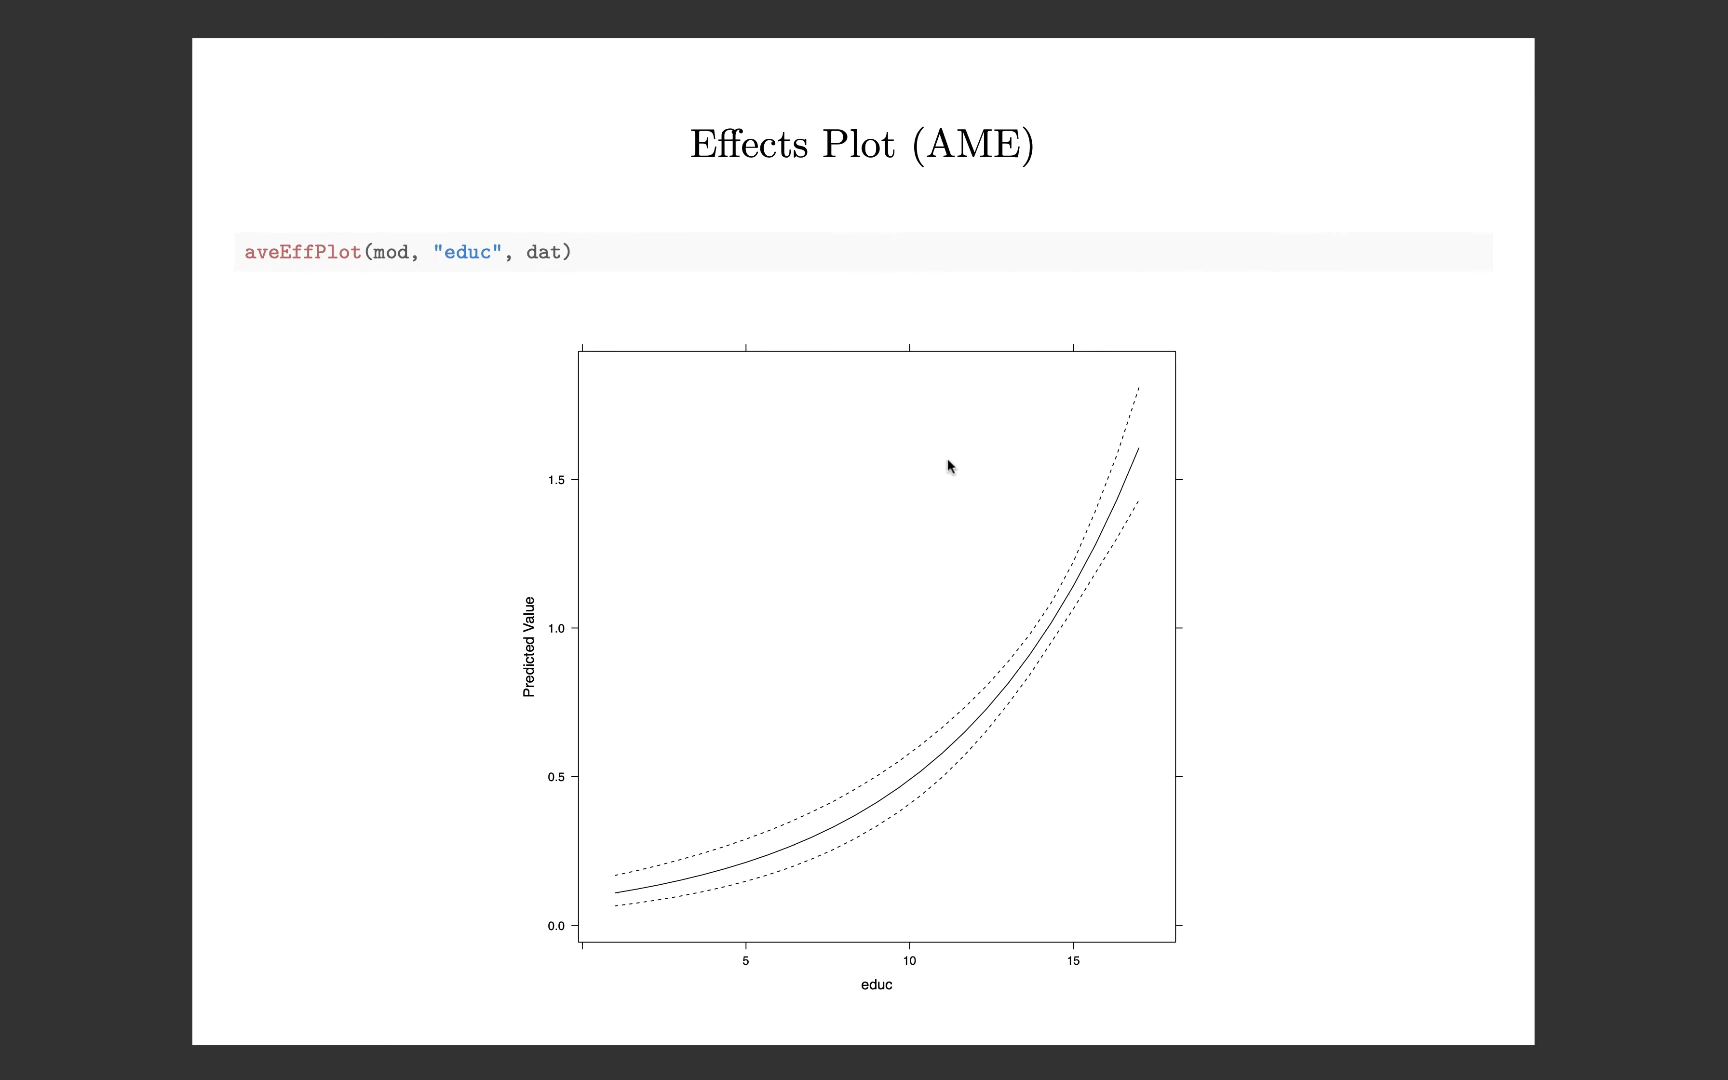 Effects Plot (AME)
aveEffPlot(mod, "educ", dat)
1.5
1.0
0.5
0.0
Predicted Value
5 10 15
educ